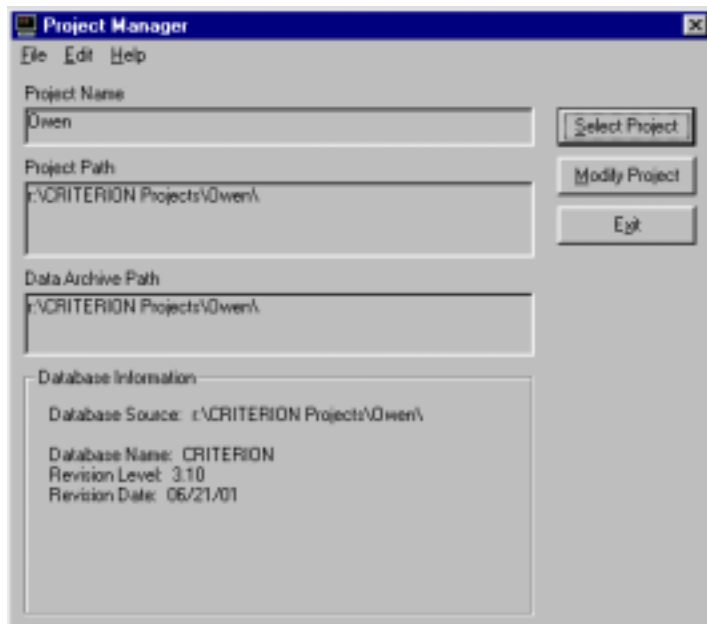 Project Manager
File Edit Help
Project Name
Owen
Select Project
Project Path
r:\CRITERION Projects\Owen\
Modify Project
Exit
Data Archive Path
r:\CRITERION Projects\Owen\
Database Information
Database Source: r:\CRITERION Projects\Owen\
Database Name: CRITERION
Revision Level: 3.10
Revision Date: 06/21/01